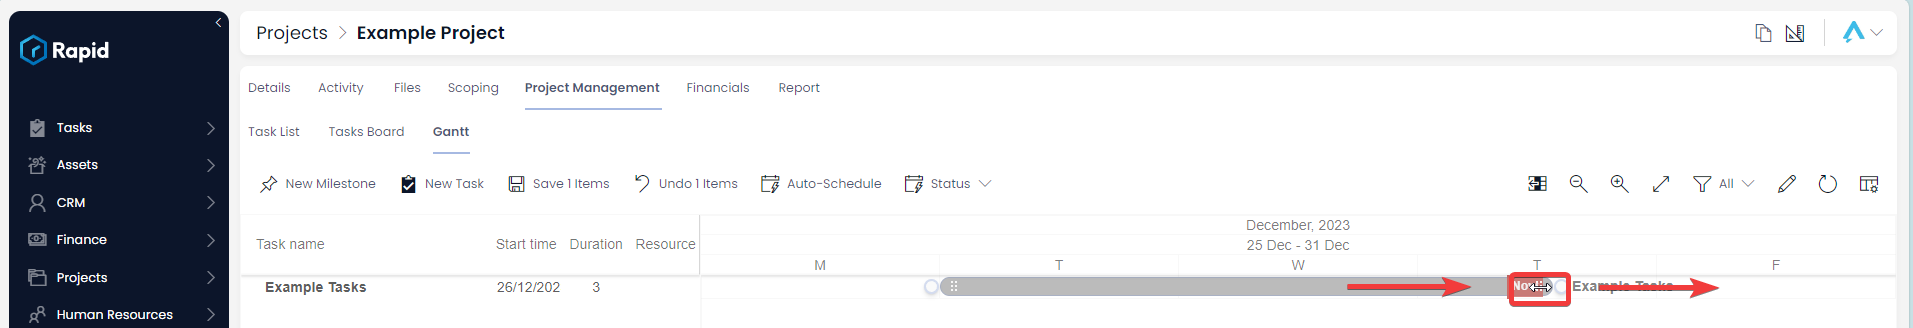 Rapid
Projects > Example Project
Details Activity Files Scoping Project Management Financials Report
Task List Tasks Board Gantt
New Milestone New Task Save 1 Items Undo 1 Items Auto-Schedule Status All
Tasks
Assets
CRM
Finance
Projects
Human Resources
December, 2023
Task name Start time Duration Resource
25 Dec - 31 Dec
M T W T F
Example Tasks 26/12/202 3
Example Tasks